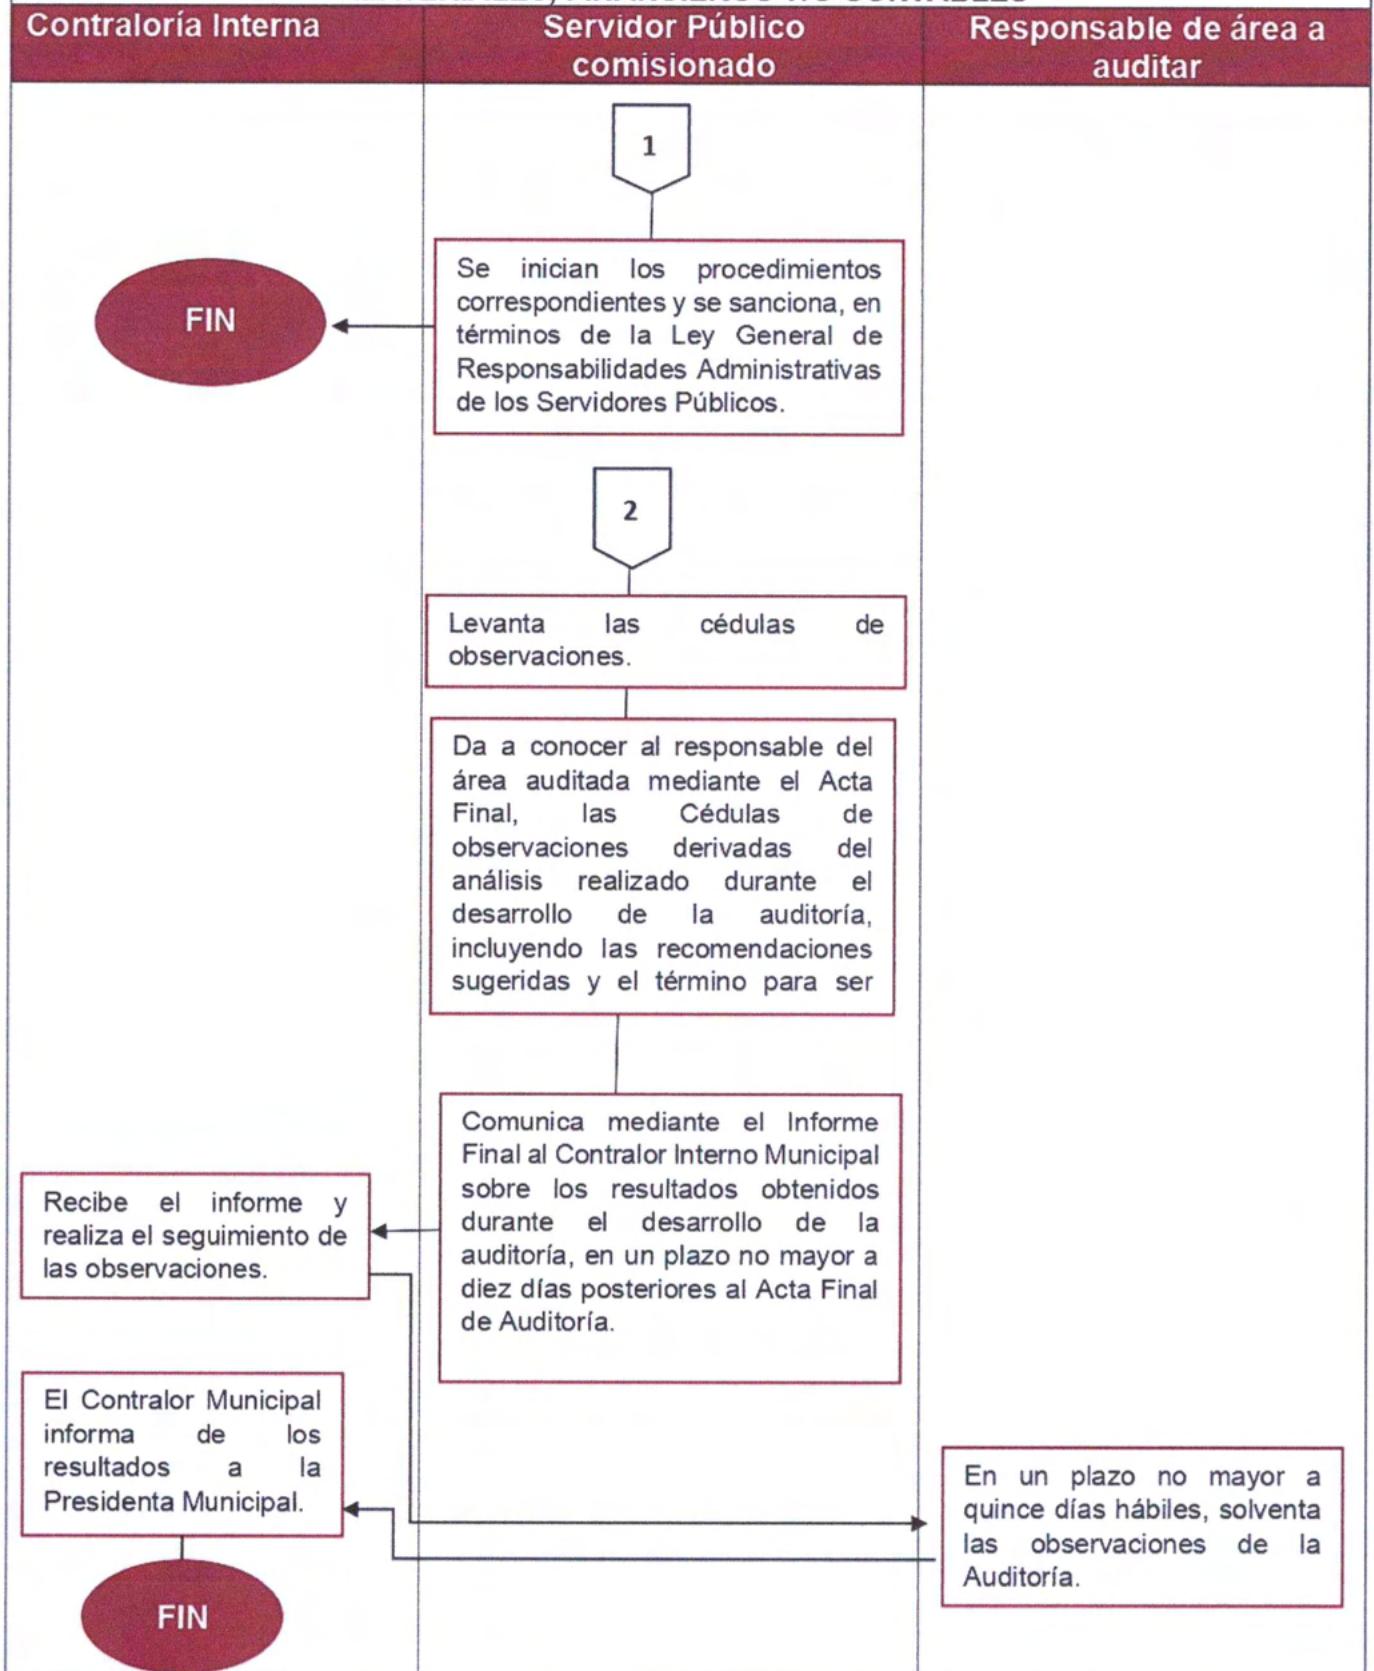 Contraloría Interna
Servidor Público
comisionado
Responsable de área a
auditar
1
Se inician los procedimientos
correspondientes y se sanciona, en
términos de la Ley General de
Responsabilidades Administrativas
de los Servidores Públicos.
FIN
2
Levanta las cédulas de
observaciones.
Da a conocer al responsable del
área auditada mediante el Acta
Final, las Cédulas de
observaciones derivadas del
análisis realizado durante el
desarrollo de la auditoría,
incluyendo las recomendaciones
sugeridas y el término para ser
Comunica mediante el Informe
Final al Contralor Interno Municipal
sobre los resultados obtenidos
durante el desarrollo de la
auditoría, en un plazo no mayor a
diez días posteriores al Acta Final
de Auditoría.
Recibe el informe y
realiza el seguimiento de
las observaciones.
El Contralor Municipal
informa de los
resultados a la
Presidenta Municipal.
En un plazo no mayor a
quince días hábiles, solventa
las observaciones de la
Auditoría.
FIN